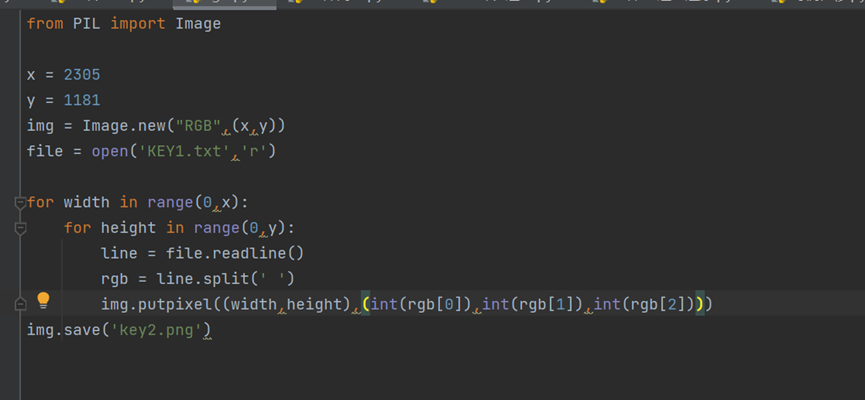 from PIL import Image
x = 2305
y = 1181
img = Image.new("RGB",(x,y))
file = open('KEY1.txt','r')
for width in range(0,x):
for height in range(0,y):
line = file.readline()
rgb = line.split(' ')
img.putpixel((width,height),(int(rgb[0]),int(rgb[1]),int(rgb[2])))
img.save('key2.png')